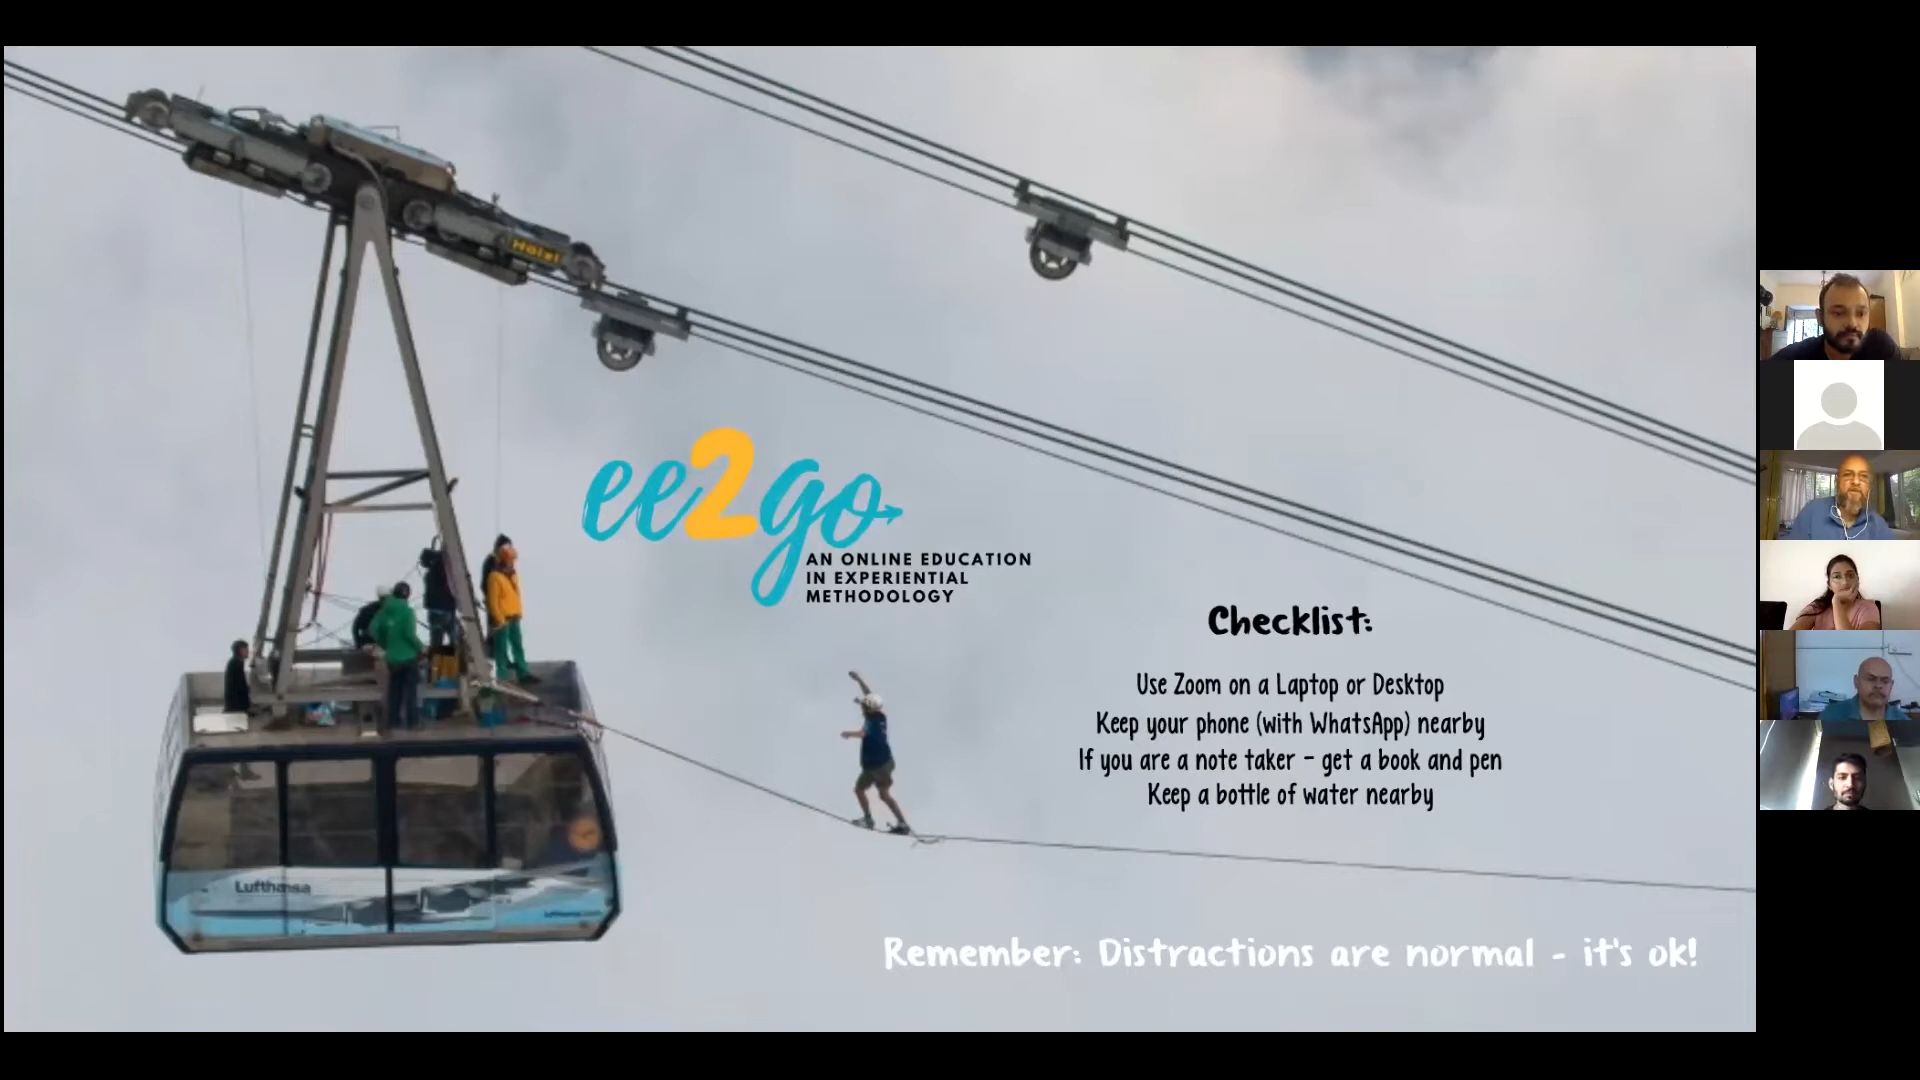 Hölzl
ee2go
AN ONLINE EDUCATION
IN EXPERIENTIAL
METHODOLOGY
Checklist:
Use Zoom on a Laptop or Desktop
Keep your phone (with WhatsApp) nearby
If you are a note taker - get a book and pen
Keep a bottle of water nearby
Lufthansa
Remember: Distractions are normal - it's ok!